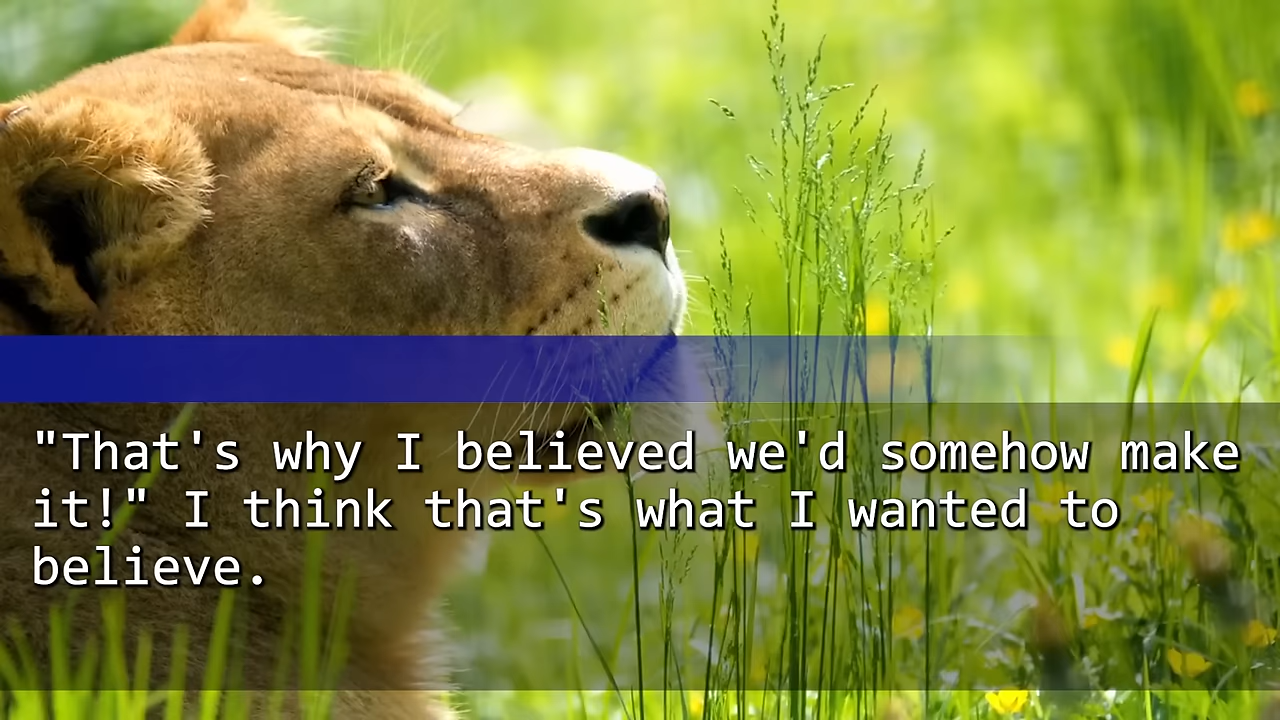 "That's why I believed we'd somehow make
it!" I think that's what I wanted to
believe.